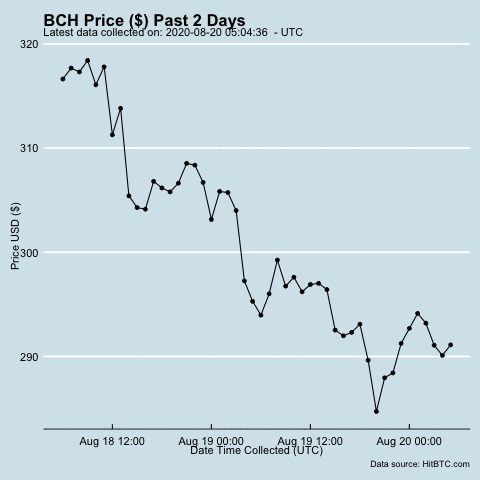 BCH Price ($) Past 2 Days
Latest data collected on: 2020-08-20 05:04:36 - UTC
320
310
300
290
Price USD ($)
Aug 18 12:00 Aug 19 00:00 Aug 19 12:00 Aug 20 00:00
Date Time Collected (UTC)
Data source: HitBTC.com